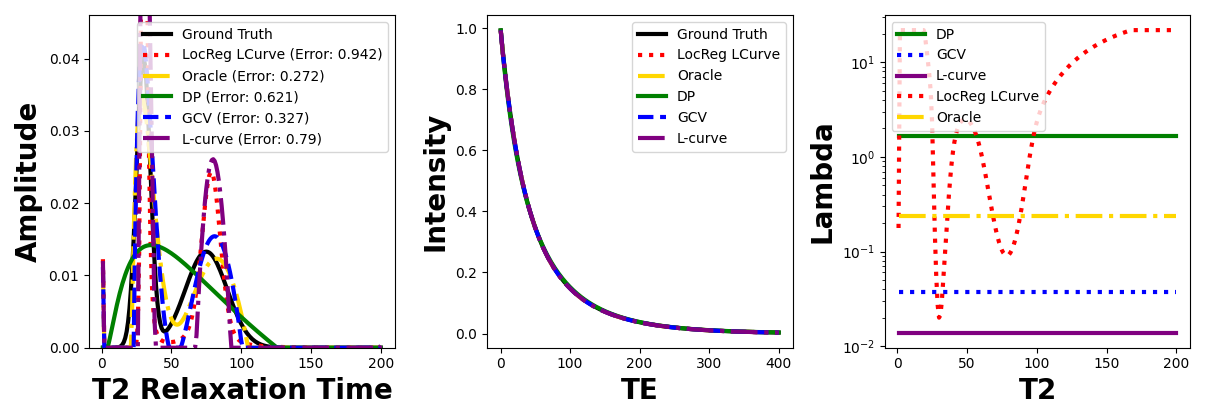 Amplitude
0.04
0.03
0.02
0.01
0.00
0
50
100
150
200
T2 Relaxation Time
Ground Truth
LocReg LCurve (Error: 0.942)
Oracle (Error: 0.272)
DP (Error: 0.621)
GCV (Error: 0.327)
L-curve (Error: 0.79)
Intensity
1.0
0.8
0.6
0.4
0.2
0.0
0
100
200
300
400
TE
Ground Truth
LocReg LCurve
Oracle
DP
GCV
L-curve
Lambda
10¹
10⁰
10⁻¹
10⁻²
0
50
100
150
200
T2
DP
GCV
L-curve
LocReg LCurve
Oracle